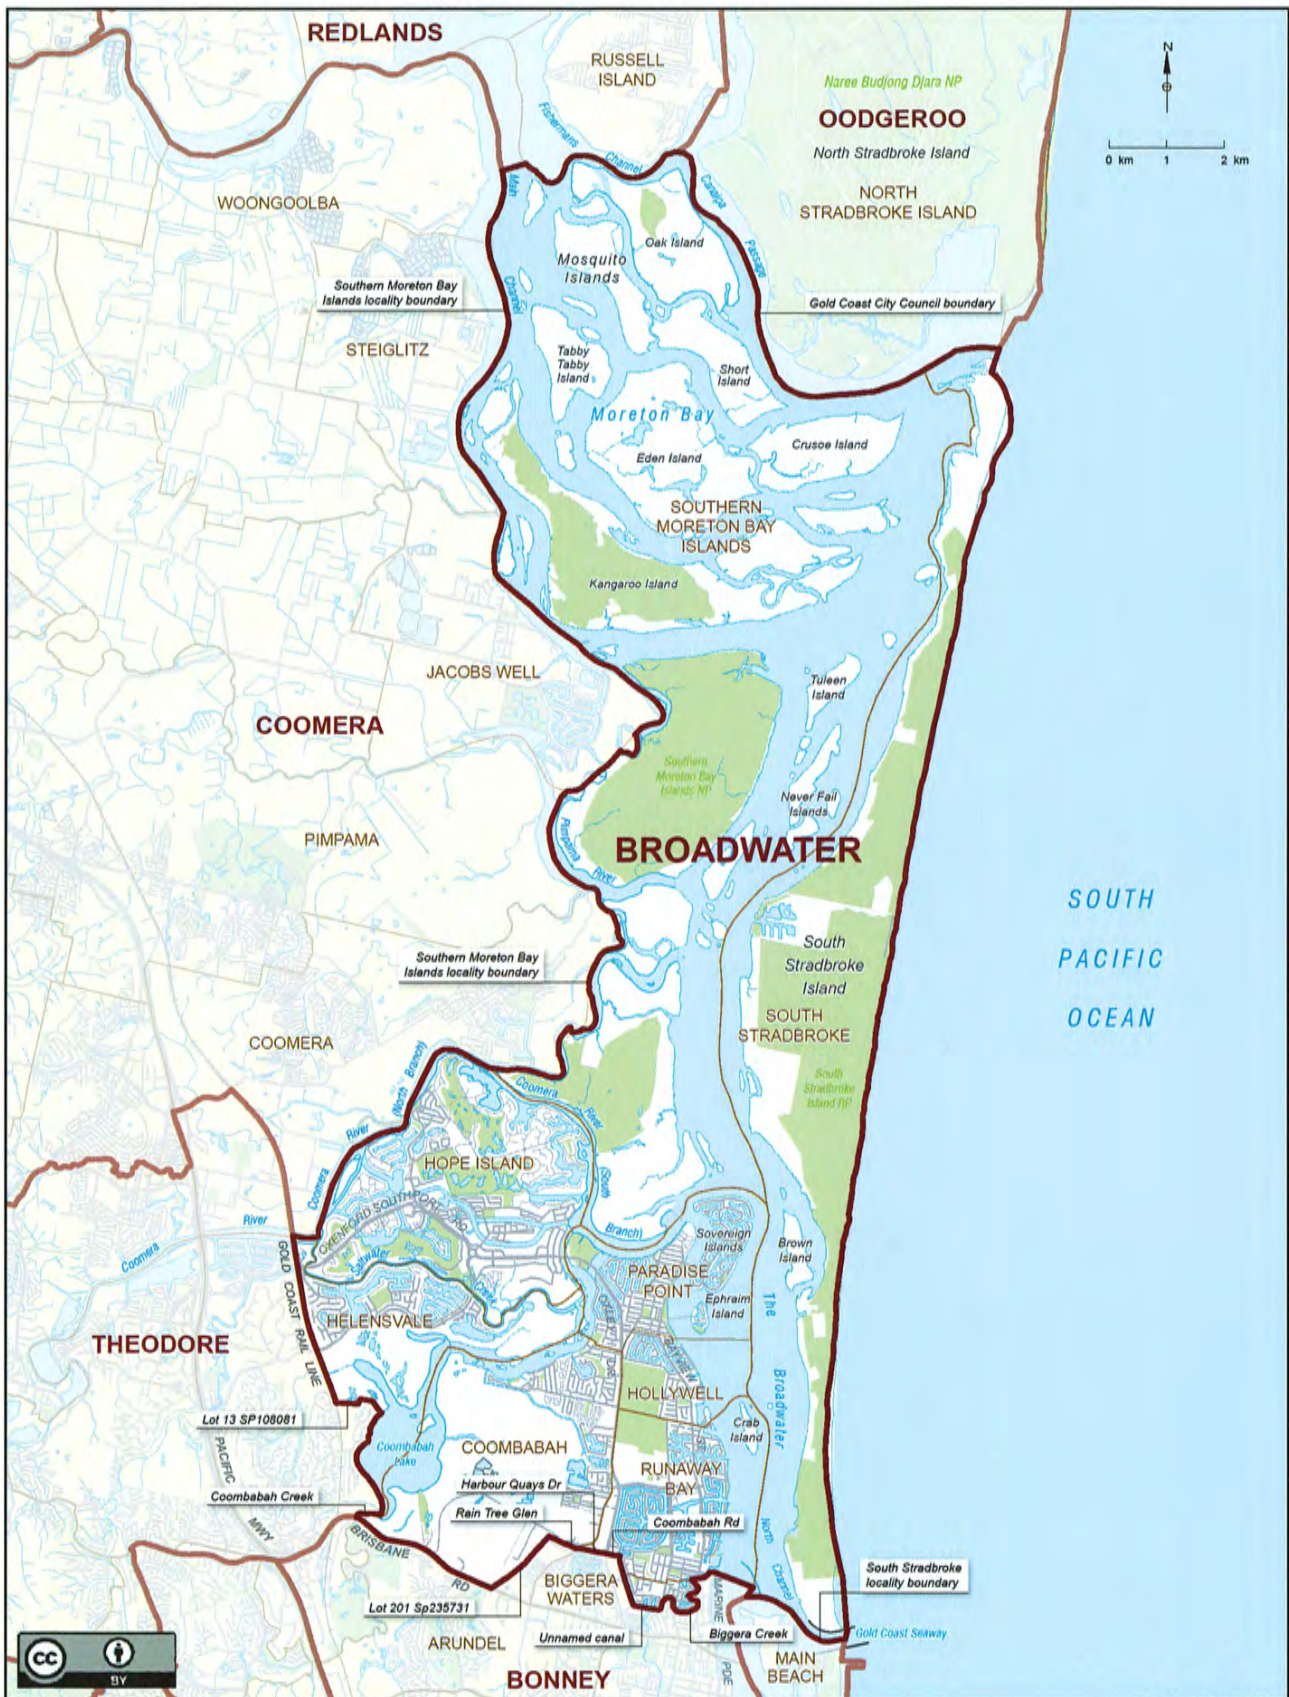 REDLANDS
RUSSELL
ISLAND
N
Naree Budjong Djara NP
OODGEROO
North Stradbroke Island
0 km 1 2 km
NORTH
STRADBROKE ISLAND
Fishermans
Channel
Canaipa
Passage
Main
Channel
WOONGOOLBA
Oak Island
Mosquito
Islands
Southern Moreton Bay
Islands locality boundary
Gold Coast City Council boundary
STEIGLITZ
Tabby
Tabby
Island
Short
Island
Moreton Bay
Crusoe Island
Eden Island
SOUTHERN
MORETON BAY
ISLANDS
Kangaroo Island
JACOBS WELL
Tuleen
Island
COOMERA
Southern
Moreton Bay
Islands NP
Never Fail
Islands
PIMPAMA
Pimpama
River
BROADWATER
SOUTH
PACIFIC
OCEAN
South
Stradbroke
Island
Southern Moreton Bay
Islands locality boundary
SOUTH
STRADBROKE
COOMERA
South
Stradbroke
Island RP
Coomera
River
(North Branch)
Coomera
River
(South
Branch)
HOPE ISLAND
OXENFORD SOUTHPORT RD
River
Coomera
Saltwater
Creek
Sovereign
Islands
Brown
Island
PARADISE
POINT
Ephraim
Island
The
Broadwater
GOLD COAST RAIL LINE
HELENSVALE
THEODORE
OXLEY DR
BAYVIEW
ST
HOLLYWELL
Crab
Island
Lot 13 SP108081
PACIFIC
MWY
Coombabah
Lake
COOMBABAH
RUNAWAY
BAY
Harbour Quays Dr
Coombabah Creek
Rain Tree Glen
Coombabah Rd
BRISBANE
RD
North
Channel
South Stradbroke
locality boundary
BIGGERA
WATERS
MARINE
PDE
Lot 201 Sp235731
Unnamed canal
Biggera Creek
Gold Coast Seaway
ARUNDEL
MAIN
BEACH
BONNEY
CC
BY